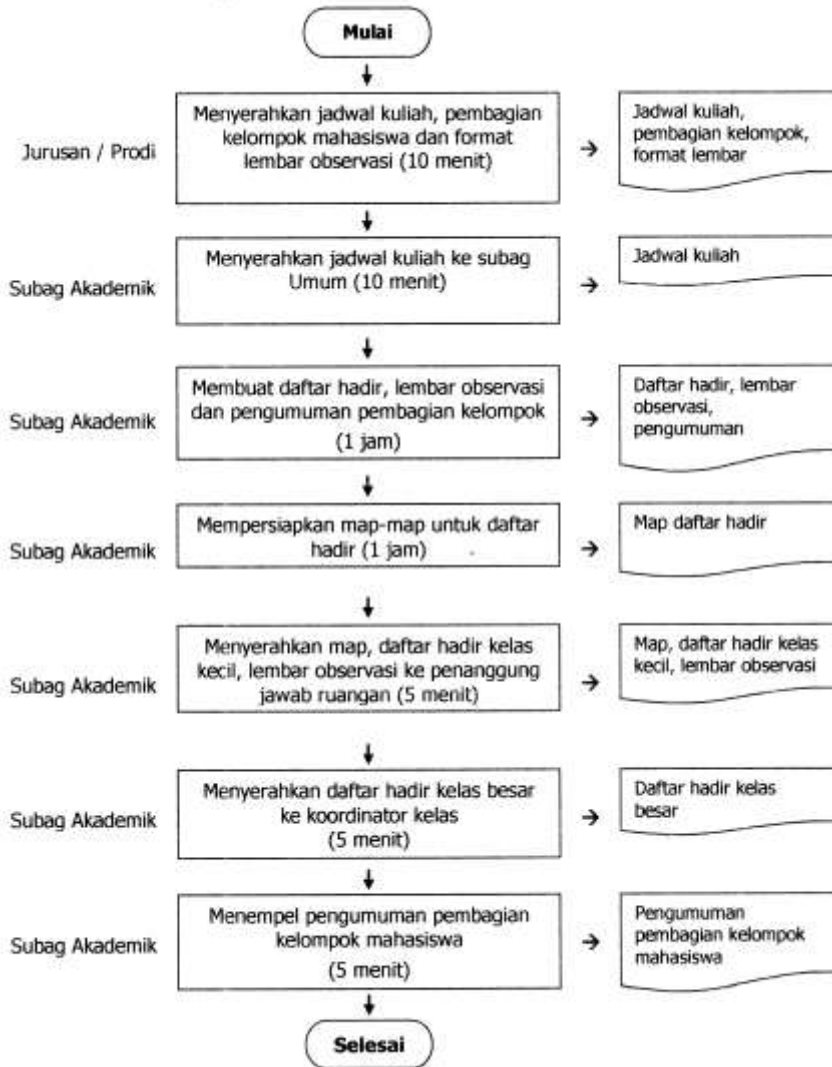 Mulai
Jurusan / Prodi
Menyerahkan jadwal kuliah, pembagian
kelompok mahasiswa dan format
lembar observasi (10 menit)
Jadwal kuliah,
pembagian kelompok,
format lembar
Subag Akademik
Menyerahkan jadwal kuliah ke subag
Umum (10 menit)
Jadwal kuliah
Subag Akademik
Membuat daftar hadir, lembar observasi
dan pengumuman pembagian kelompok
(1 jam)
Daftar hadir, lembar
observasi,
pengumuman
Subag Akademik
Mempersiapkan map-map untuk daftar
hadir (1 jam)
Map daftar hadir
Subag Akademik
Menyerahkan map, daftar hadir kelas
kecil, lembar observasi ke penanggung
jawab ruangan (5 menit)
Map, daftar hadir kelas
kecil, lembar observasi
Subag Akademik
Menyerahkan daftar hadir kelas besar
ke koordinator kelas
(5 menit)
Daftar hadir kelas
besar
Subag Akademik
Menempel pengumuman pembagian
kelompok mahasiswa
(5 menit)
Pengumuman
pembagian kelompok
mahasiswa
Selesai